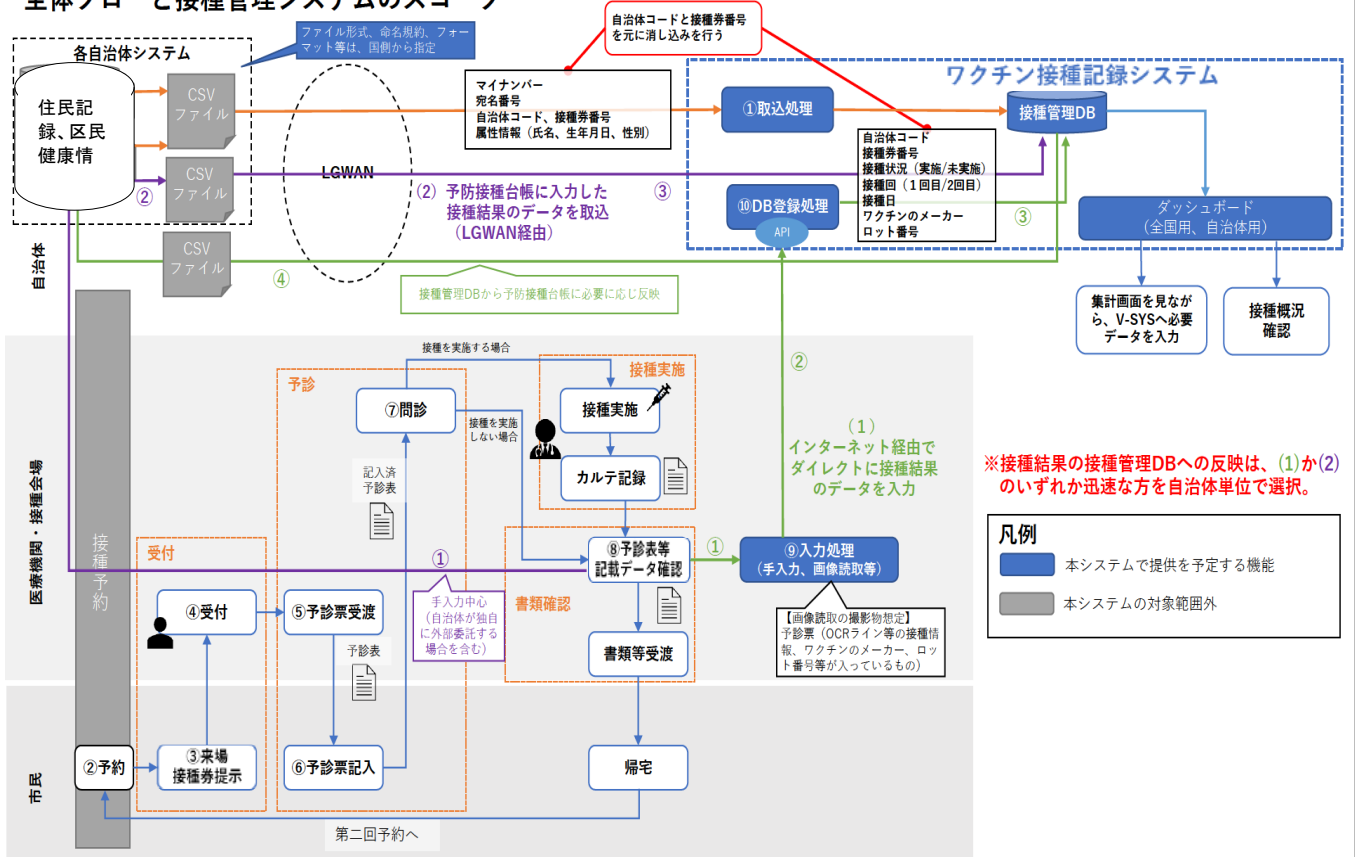 全体フローと接種管理システムのスコープ
ファイル形式、命名規約、フォー
マット等は、国側から指定
自治体コードと接種券番号
を元に消し込みを行う
各自治体システム
住民記
録、区民
健康情
CSV
ファイル
CSV
ファイル
②
CSV
ファイル
④
LGWAN
マイナンバー
宛名番号
自治体コード、接種券番号
属性情報（氏名、生年月日、性別）
（2）予防接種台帳に入力した
接種結果のデータを取込
（LGWAN経由）
③
接種管理DBから予防接種台帳に必要に応じ反映
ワクチン接種記録システム
①取込処理
接種管理DB
自治体コード
接種券番号
接種状況（実施/未実施）
接種回（１回目/2回目）
接種日
ワクチンのメーカー
ロット番号
⑩DB登録処理
API
③
ダッシュボード
（全国用、自治体用）
集計画面を見なが
ら、V-SYSへ必要
データを入力
接種概況
確認
自治体
医療機関・接種会場
市民
接種予約
接種を実施する場合
予診
⑦問診
接種を実施
しない場合
接種実施
接種実施
カルテ記録
記入済
予診表
②
（1）
インターネット経由で
ダイレクトに接種結果
のデータを入力
※接種結果の接種管理DBへの反映は、(1)か(2)
のいずれか迅速な方を自治体単位で選択。
受付
④受付
⑤予診票受渡
予診表
①
手入力中心
（自治体が独自
に外部委託する
場合を含む）
⑧予診表等
記載データ確認
①
書類確認
書類等受渡
⑨入力処理
（手入力、画像読取等）
【画像読取の撮影物想定】
予診票（OCRライン等の接種情
報、ワクチンのメーカー、ロッ
ト番号等が入っているもの）
凡例
本システムで提供を予定する機能
本システムの対象範囲外
②予約
③来場
接種券提示
⑥予診票記入
帰宅
第二回予約へ